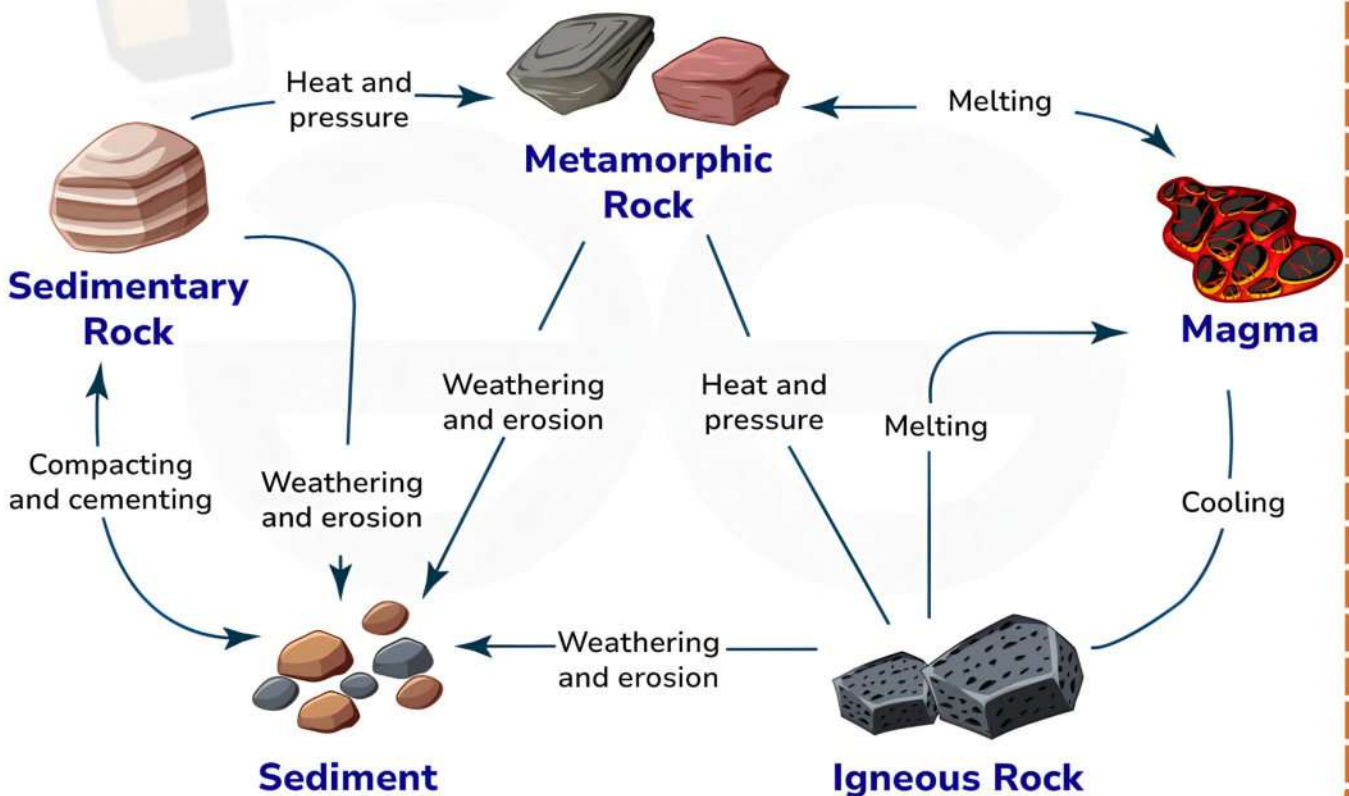 Heat and
pressure
Melting
Metamorphic
Rock
Sedimentary
Rock
Magma
Weathering
and erosion
Heat and
pressure
Melting
Compacting
and cementing
Weathering
and erosion
Cooling
Weathering
and erosion
Sediment
Igneous Rock